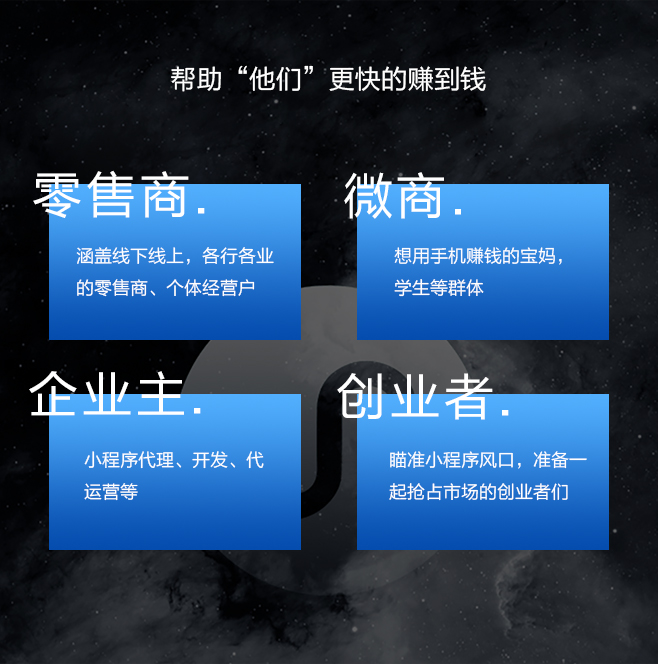 帮助“他们”更快的赚到钱
零售商.
涵盖线下线上，各行各业
的零售商、个体经营户
微商.
想用手机赚钱的宝妈，
学生等群体
企业主.
小程序代理、开发、代
运营等
创业者.
瞄准小程序风口，准备一
起抢占市场的创业者们